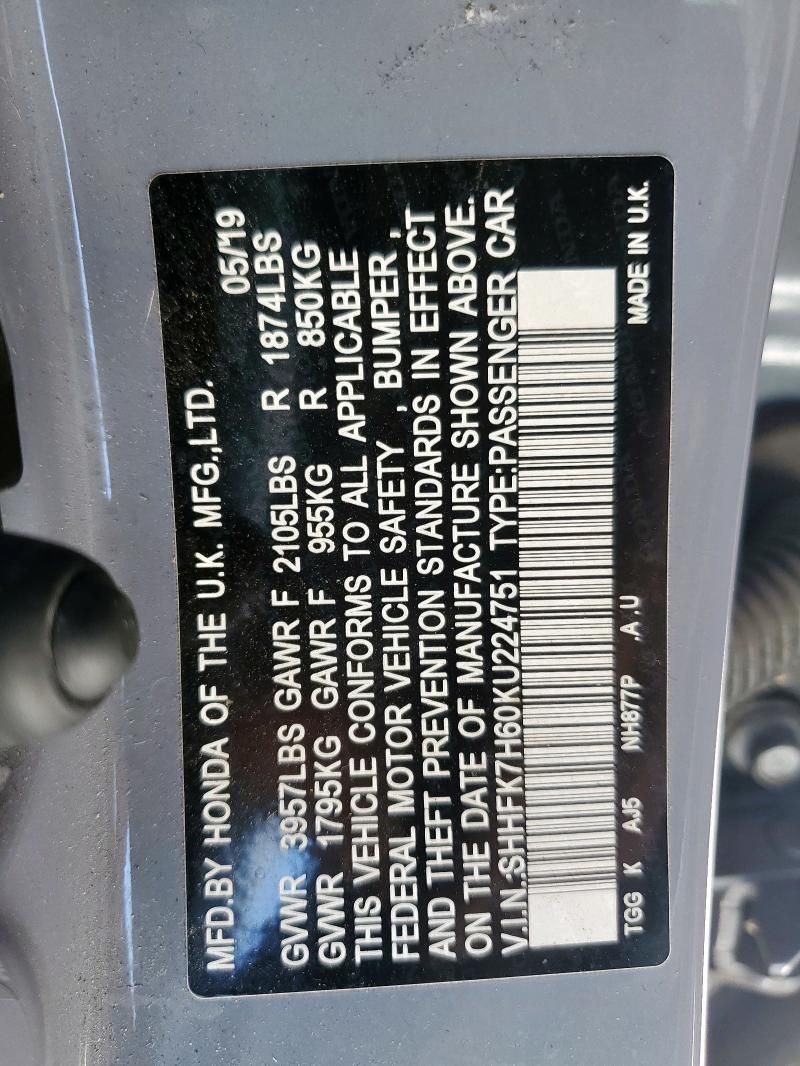 MFD.BY HONDA OF THE U.K. MFG.,LTD. 05/19
GVWR 3957LBS GAWR F 2105LBS R 1874LBS
GVWR 1795KG GAWR F 955KG R 850KG
THIS VEHICLE CONFORMS TO ALL APPLICABLE
FEDERAL MOTOR VEHICLE SAFETY , BUMPER ,
AND THEFT PREVENTION STANDARDS IN EFFECT
ON THE DATE OF MANUFACTURE SHOWN ABOVE.
V.I.N.:SHHFK7H60KU224751 TYPE:PASSENGER CAR
TGG K AJ5 NH877P .A .U MADE IN U.K.